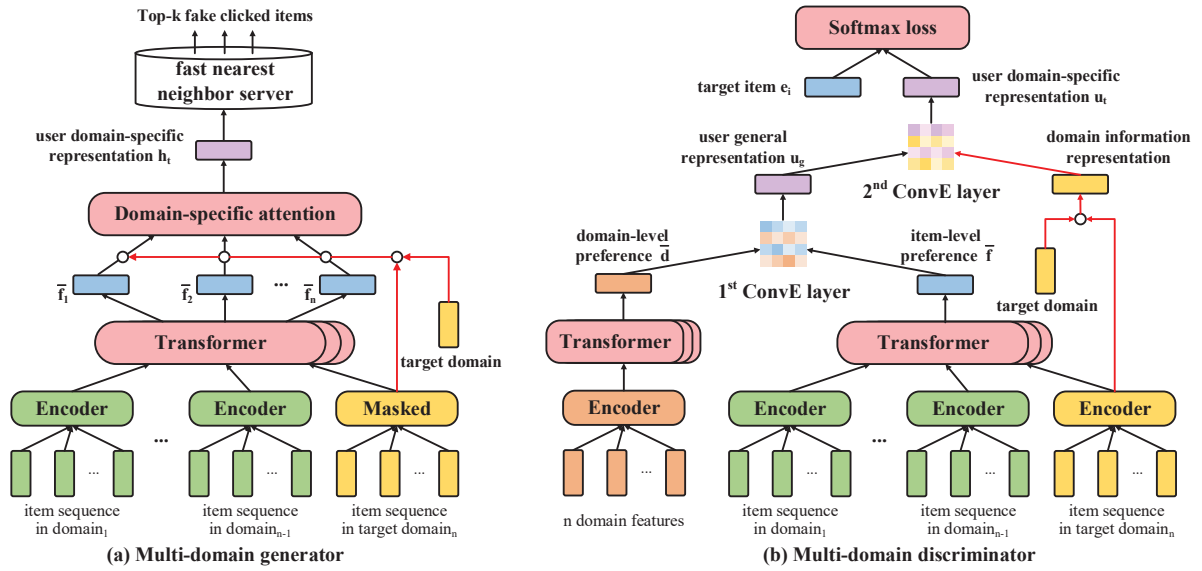 Top-k fake clicked items
fast nearest
neighbor server
user domain-specific
representation h_t
Domain-specific attention
f̅_1
f̅_2
...
f̅_n
Transformer
target domain
Encoder
Encoder
Masked
...
...
...
...
item sequence
in domain_1
item sequence
in domain_n-1
item sequence
in target domain_n
(a) Multi-domain generator
Softmax loss
target item e_i
user domain-specific
representation u_t
user general
representation u_g
domain information
representation
2nd ConvE layer
domain-level
preference d̅
item-level
preference f̅
1st ConvE layer
target domain
Transformer
Transformer
Encoder
Encoder
Encoder
Encoder
...
...
...
...
...
n domain features
item sequence
in domain_1
item sequence
in domain_n-1
item sequence
in target domain_n
(b) Multi-domain discriminator